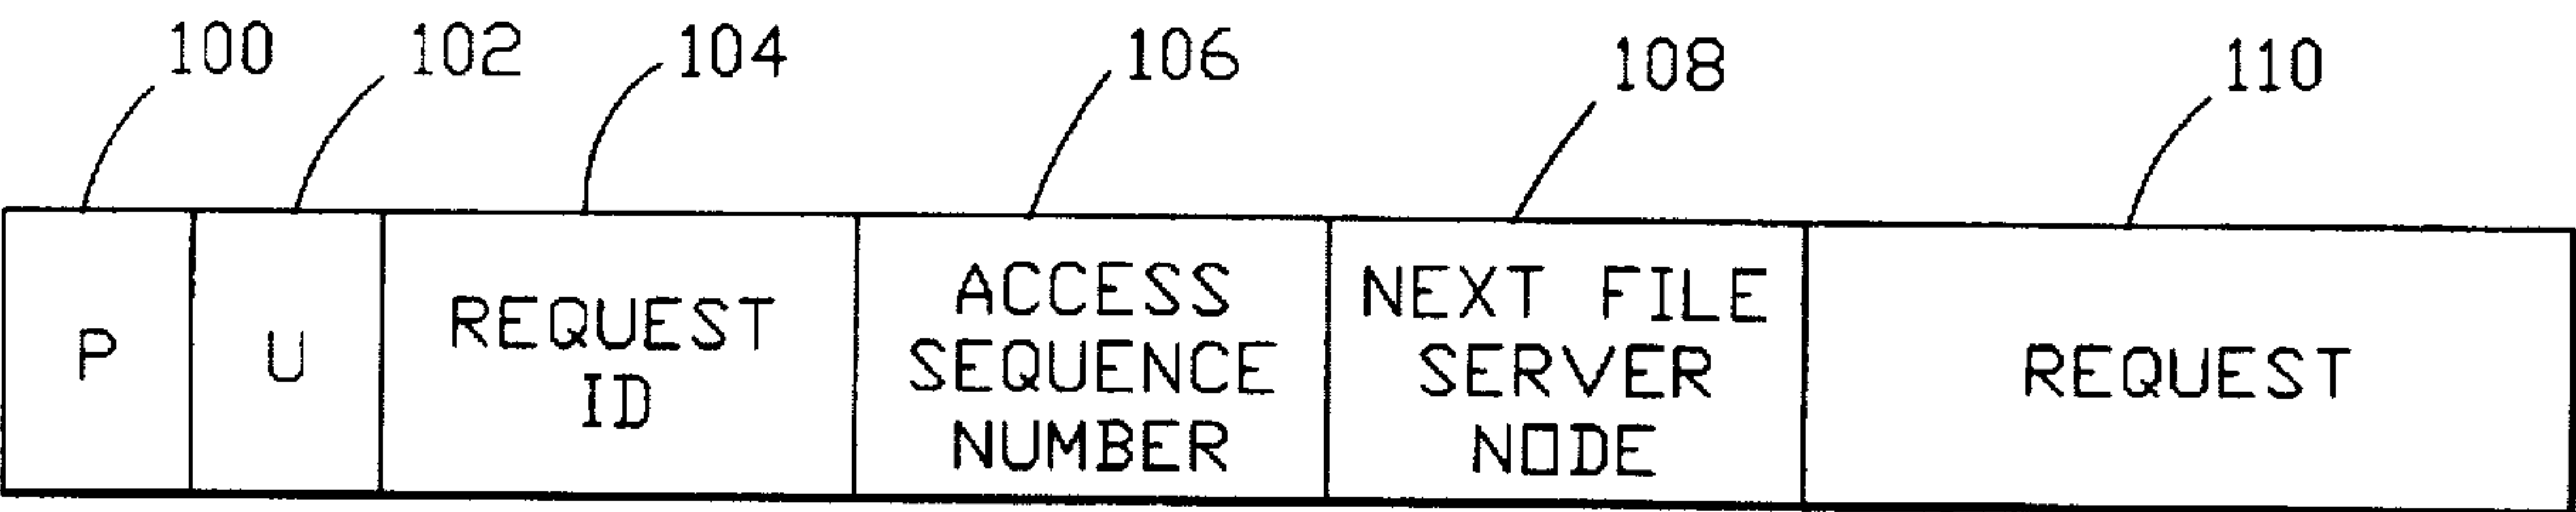 100 102 104 106 108 110
P
U
REQUEST
ID
ACCESS
SEQUENCE
NUMBER
NEXT FILE
SERVER
NODE
REQUEST